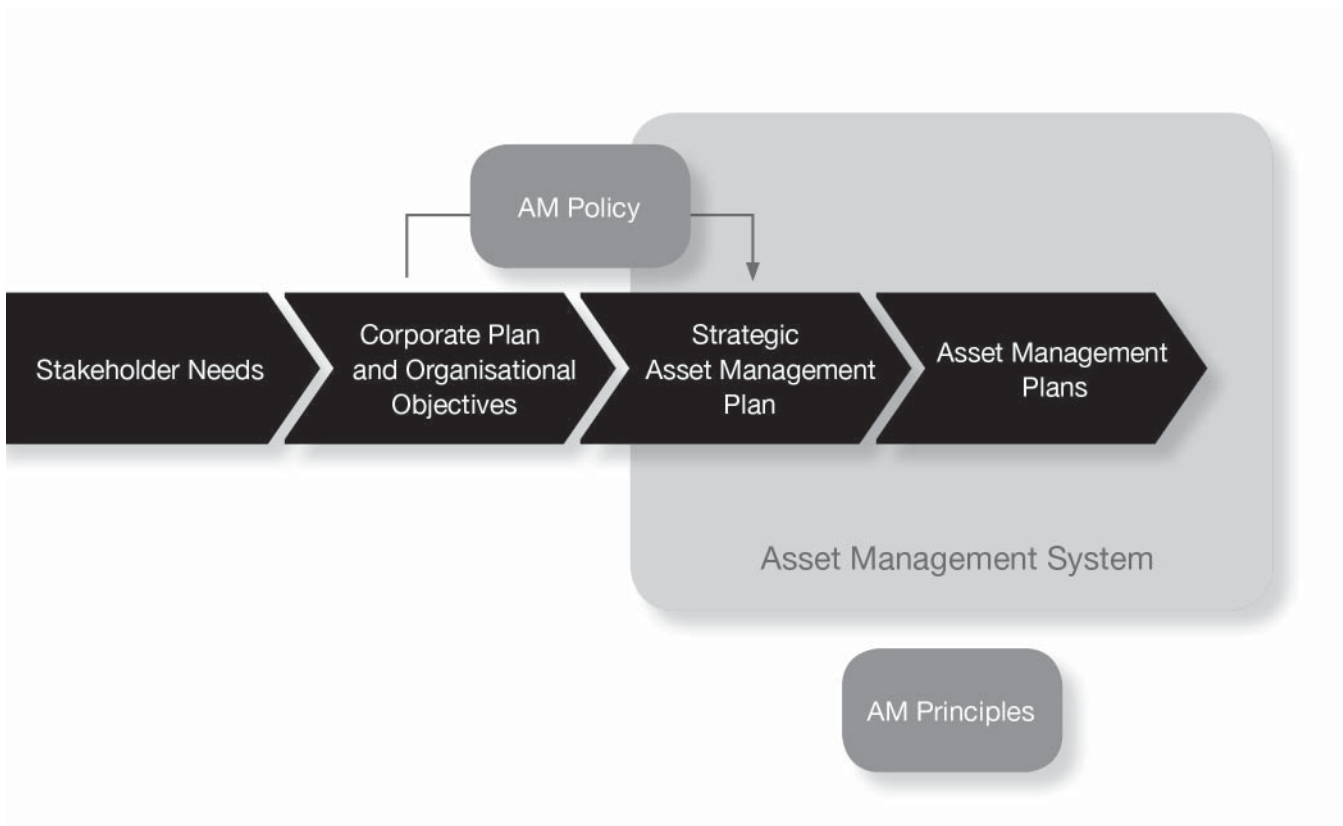 AM Policy
Stakeholder Needs
Corporate Plan
and Organisational
Objectives
Strategic
Asset Management
Plan
Asset Management
Plans
Asset Management System
AM Principles